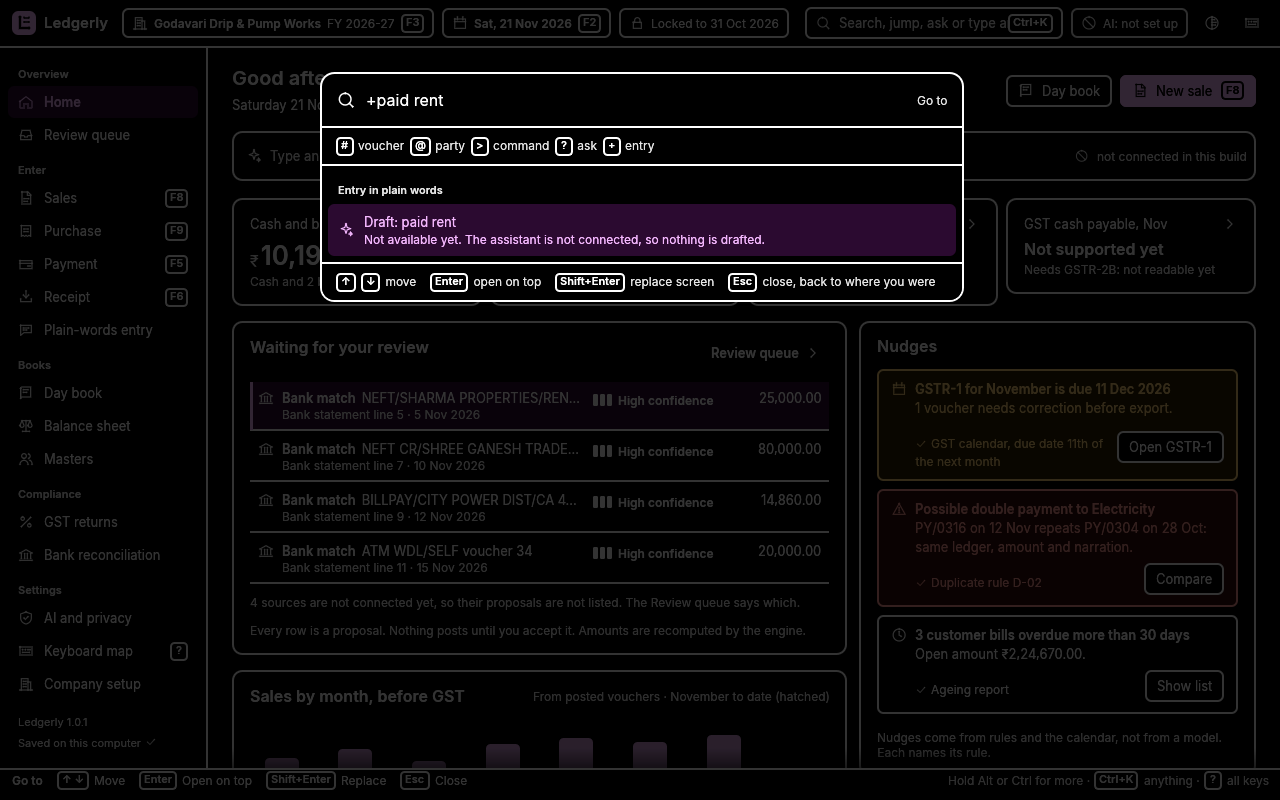 Ledgerly
Godavari Drip & Pump Works FY 2026-27 F3
Sat, 21 Nov 2026 F2
Locked to 31 Oct 2026
Search, jump, ask or type a Ctrl+K
AI: not set up
Overview
Home
Review queue
Enter
Sales F8
Purchase F9
Payment F5
Receipt F6
Plain-words entry
Books
Day book
Balance sheet
Masters
Compliance
GST returns
Bank reconciliation
Settings
AI and privacy
Keyboard map ?
Company setup
Ledgerly 1.0.1
Saved on this computer
Good afte
Saturday 21 No
Day book
New sale F8
+paid rent
Go to
# voucher @ party > command ? ask + entry
Entry in plain words
Draft: paid rent
Not available yet. The assistant is not connected, so nothing is drafted.
↑ ↓ move Enter open on top Shift+Enter replace screen Esc close, back to where you were
Type an
not connected in this build
Cash and b
₹10,19
Cash and 2 b
GST cash payable, Nov
Not supported yet
Needs GSTR-2B: not readable yet
Waiting for your review
Review queue
Bank match NEFT/SHARMA PROPERTIES/REN... High confidence 25,000.00
Bank statement line 5 · 5 Nov 2026
Bank match NEFT CR/SHREE GANESH TRADE... High confidence 80,000.00
Bank statement line 7 · 10 Nov 2026
Bank match BILLPAY/CITY POWER DIST/CA 4... High confidence 14,860.00
Bank statement line 9 · 12 Nov 2026
Bank match ATM WDL/SELF voucher 34 High confidence 20,000.00
Bank statement line 11 · 15 Nov 2026
4 sources are not connected yet, so their proposals are not listed. The Review queue says which.
Every row is a proposal. Nothing posts until you accept it. Amounts are recomputed by the engine.
Sales by month, before GST
From posted vouchers · November to date (hatched)
Nudges
GSTR-1 for November is due 11 Dec 2026
1 voucher needs correction before export.
✓ GST calendar, due date 11th of
the next month
Open GSTR-1
Possible double payment to Electricity
PY/0316 on 12 Nov repeats PY/0304 on 28 Oct:
same ledger, amount and narration.
✓ Duplicate rule D-02
Compare
3 customer bills overdue more than 30 days
Open amount ₹2,24,670.00.
✓ Ageing report
Show list
Nudges come from rules and the calendar, not from a model.
Each names its rule.
Go to ↑↓ Move Enter Open on top Shift+Enter Replace Esc Close
Hold Alt or Ctrl for more · Ctrl+K anything · ? all keys